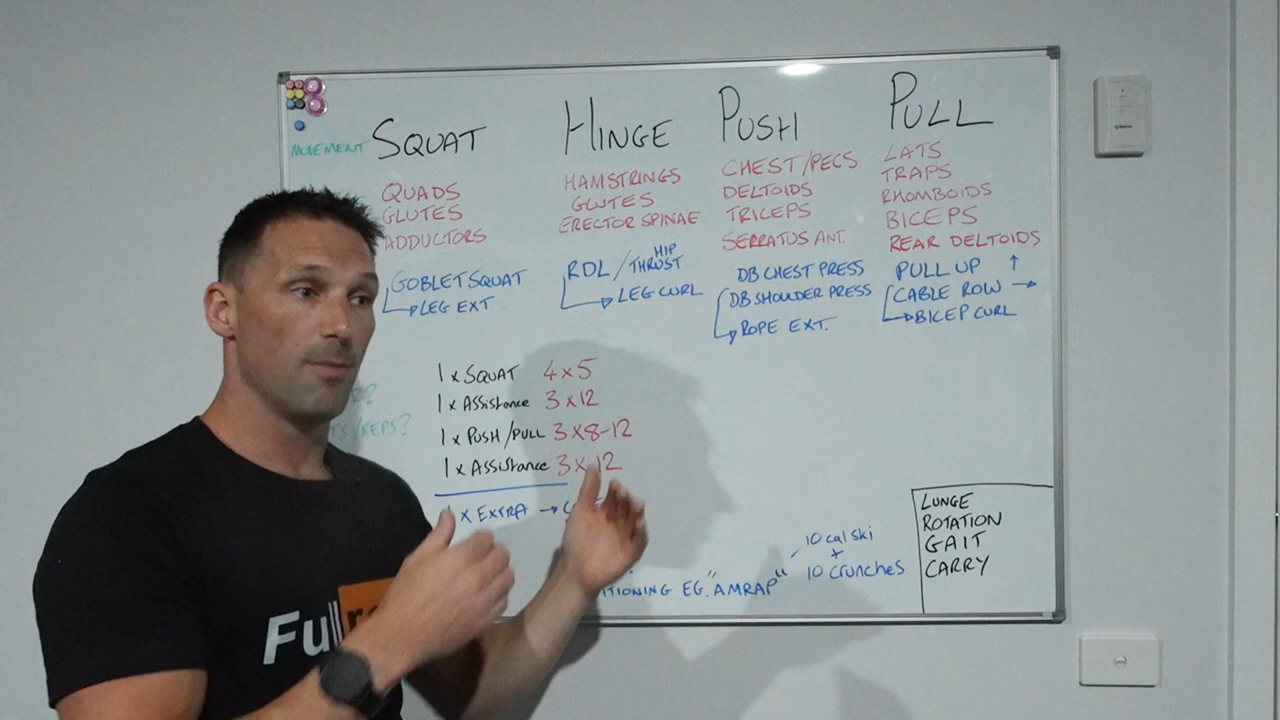 MOVEMENT SQUAT HINGE PUSH PULL
QUADS
GLUTES
ADDUCTORS
GOBLET SQUAT
LEG EXT
HAMSTRINGS
GLUTES
ERECTOR SPINAE
RDL / HIP THRUST
LEG CURL
CHEST/PECS
DELTOIDS
TRICEPS
SERRATUS ANT.
DB CHEST PRESS
DB SHOULDER PRESS
ROPE EXT.
LATS
TRAPS
RHOMBOIDS
BICEPS
REAR DELTOIDS
PULL UP ↑
CABLE ROW →
BICEP CURL
1 x SQUAT 4 x 5
1 x ASSISTANCE 3 x 12
1 x PUSH/PULL 3 x 8-12
1 x ASSISTANCE 3 x 12
1 x EXTRA →
/REPS?
EG. "AMRAP"
10 cal ski
+
10 crunches
LUNGE
ROTATION
GAIT
CARRY
Full